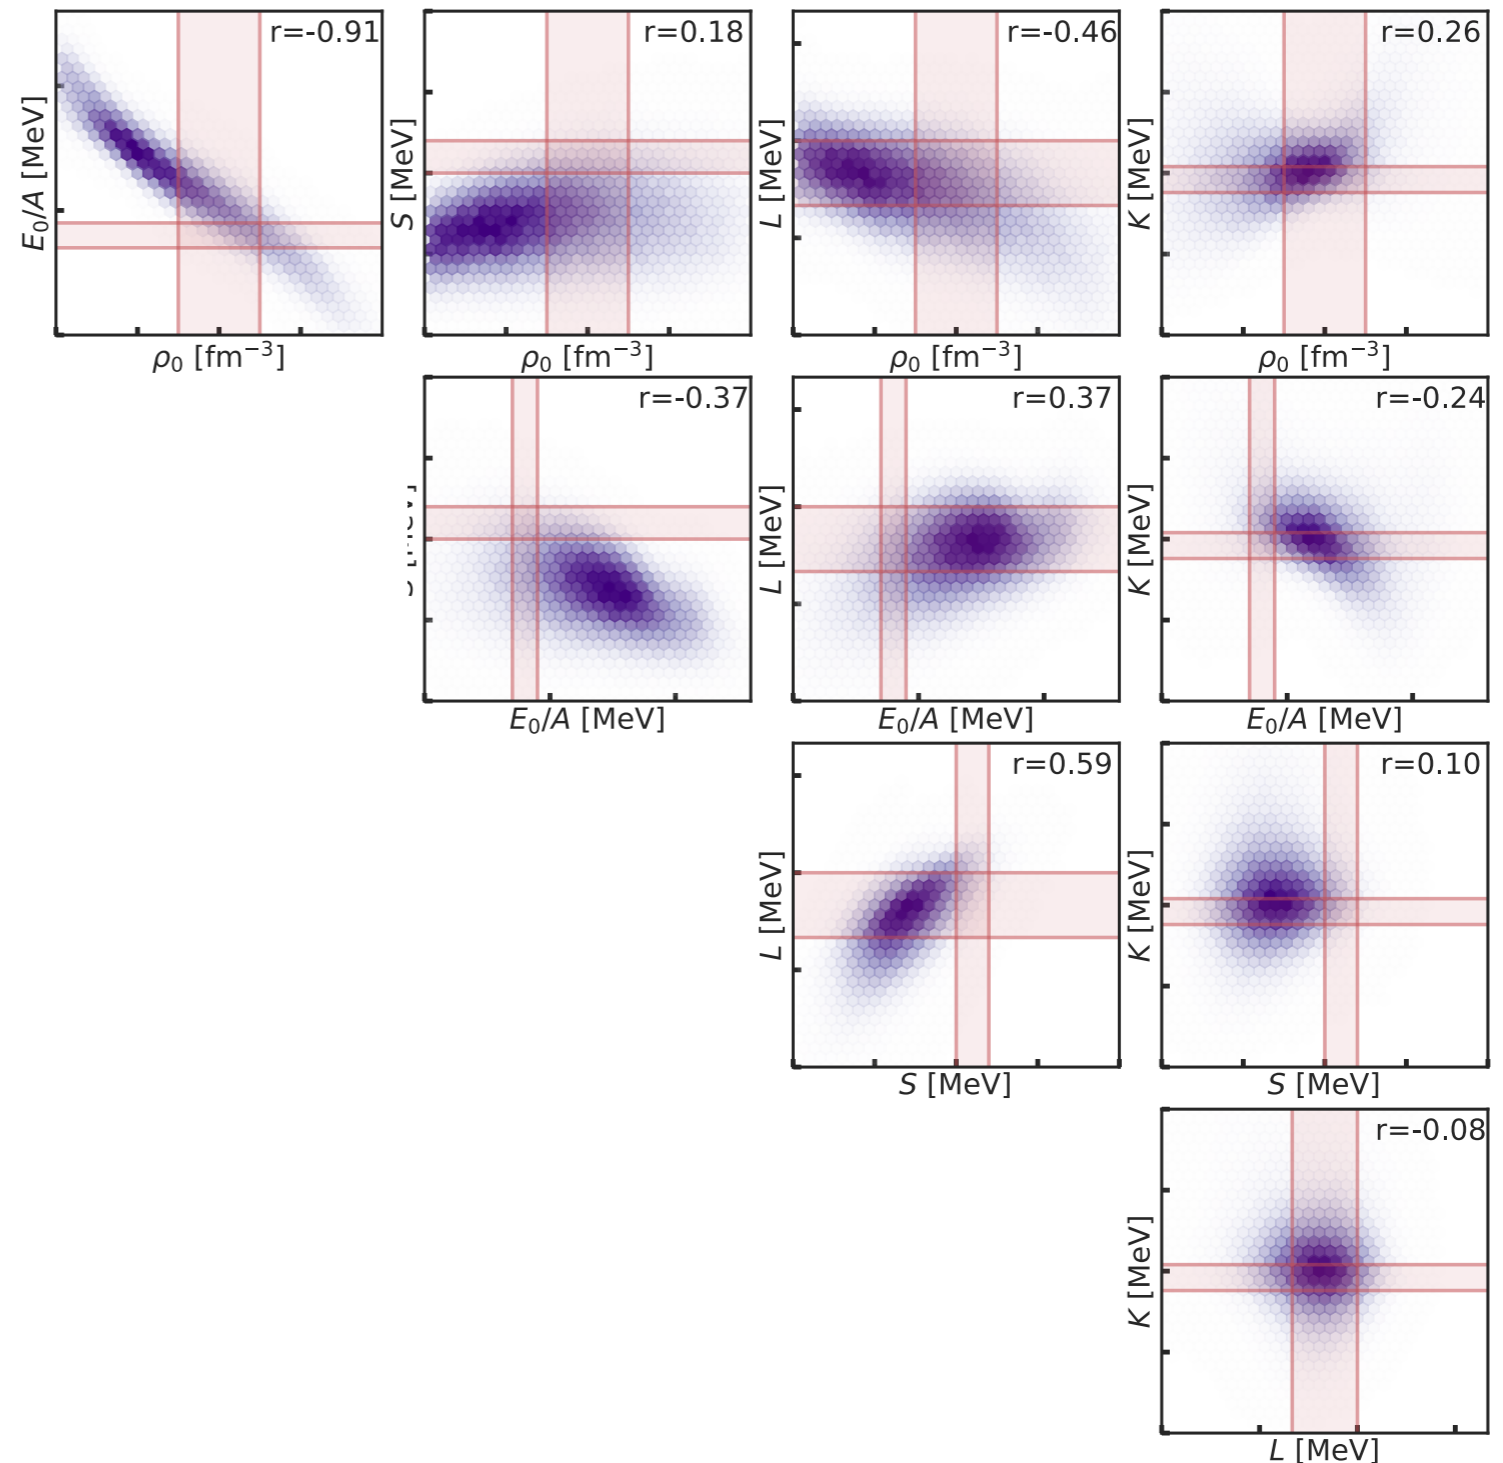 r=-0.91
r=0.18
r=-0.46
r=0.26
E₀/A [MeV]
S [MeV]
L [MeV]
K [MeV]
ρ₀ [fm⁻³]
ρ₀ [fm⁻³]
ρ₀ [fm⁻³]
ρ₀ [fm⁻³]
r=-0.37
r=0.37
r=-0.24
L [MeV]
K [MeV]
E₀/A [MeV]
E₀/A [MeV]
E₀/A [MeV]
r=0.59
r=0.10
L [MeV]
K [MeV]
S [MeV]
S [MeV]
r=-0.08
K [MeV]
L [MeV]